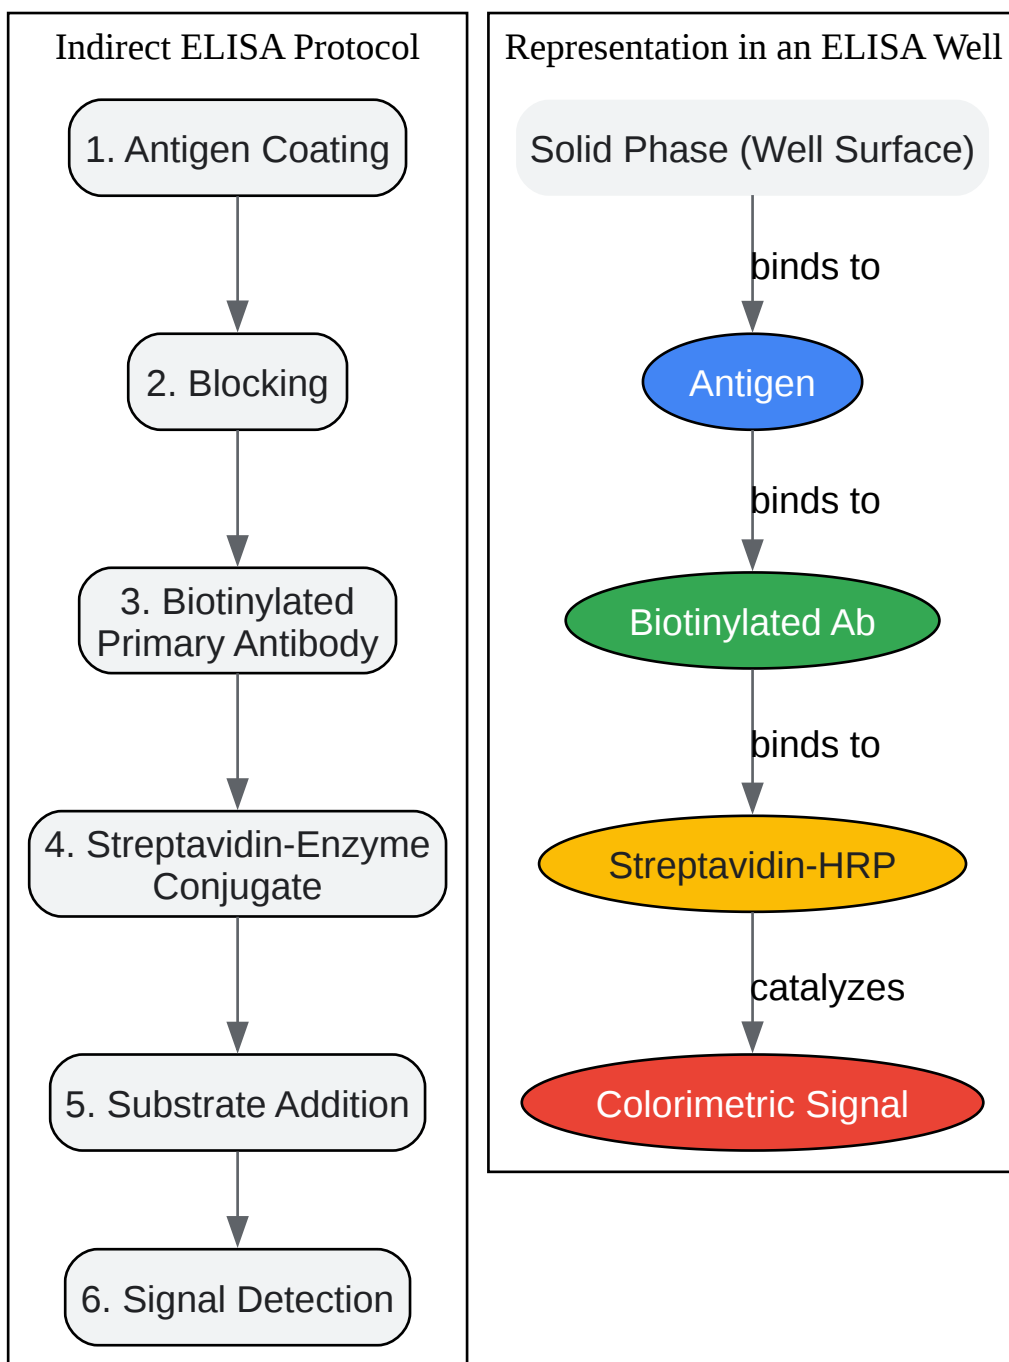 Indirect ELISA Protocol
1. Antigen Coating
2. Blocking
3. Biotinylated
Primary Antibody
4. Streptavidin-Enzyme
Conjugate
5. Substrate Addition
6. Signal Detection
Representation in an ELISA Well
Solid Phase (Well Surface)
binds to
Antigen
binds to
Biotinylated Ab
binds to
Streptavidin-HRP
catalyzes
Colorimetric Signal